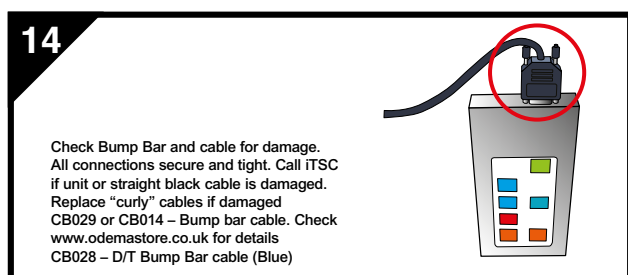 14
Check Bump Bar and cable for damage.
All connections secure and tight. Call iTSC
if unit or straight black cable is damaged.
Replace “curly” cables if damaged
CB029 or CB014 – Bump bar cable. Check
www.odemastore.co.uk for details
CB028 – D/T Bump Bar cable (Blue)